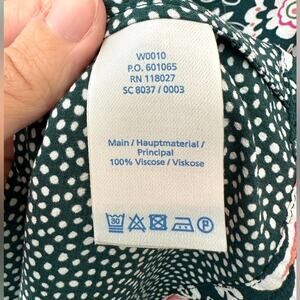 W0010
P.O. 601065
RN 118027
SC 8037 / 0003
Main / Hauptmaterial /
Principal
100% Viscose / Viskose